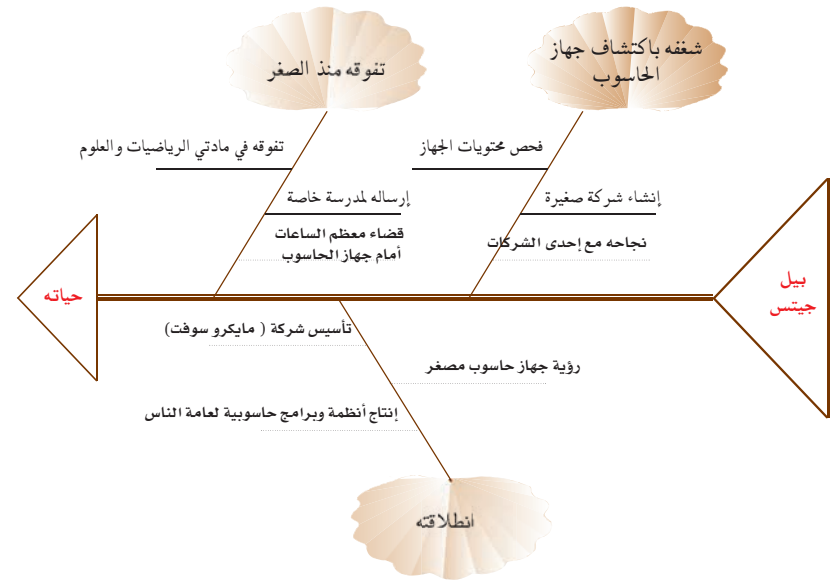 شغفه باكتشاف جهاز
الحاسوب
تفوقه منذ الصغر
فحص محتويات الجهاز
تفوقه في مادتي الرياضيات والعلوم
إنشاء شركة صغيرة
إرساله لمدرسة خاصة
نجاحه مع إحدى الشركات
قضاء معظم الساعات
أمام جهاز الحاسوب
بيل
جيتس
حياته
تأسيس شركة ( مايكرو سوفت)
رؤية جهاز حاسوب مصغر
إنتاج أنظمة وبرامج حاسوبية لعامة الناس
انطلاقته